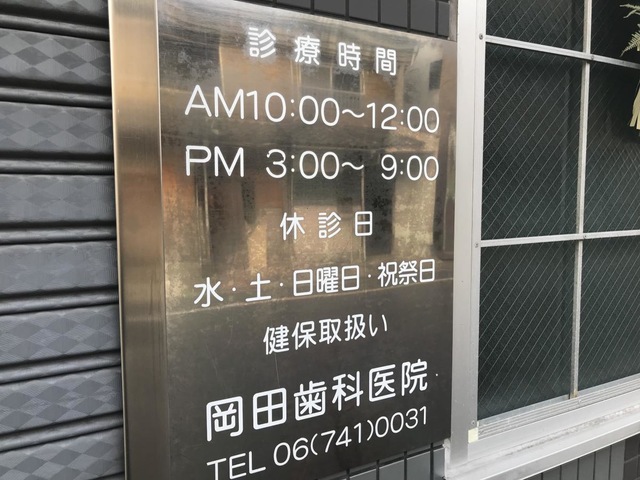 診療時間
AM10:00〜12:00
PM 3:00〜 9:00
休診日
水・土・日曜日・祝祭日
健保取扱い
岡田歯科医院
TEL 06(741)0031